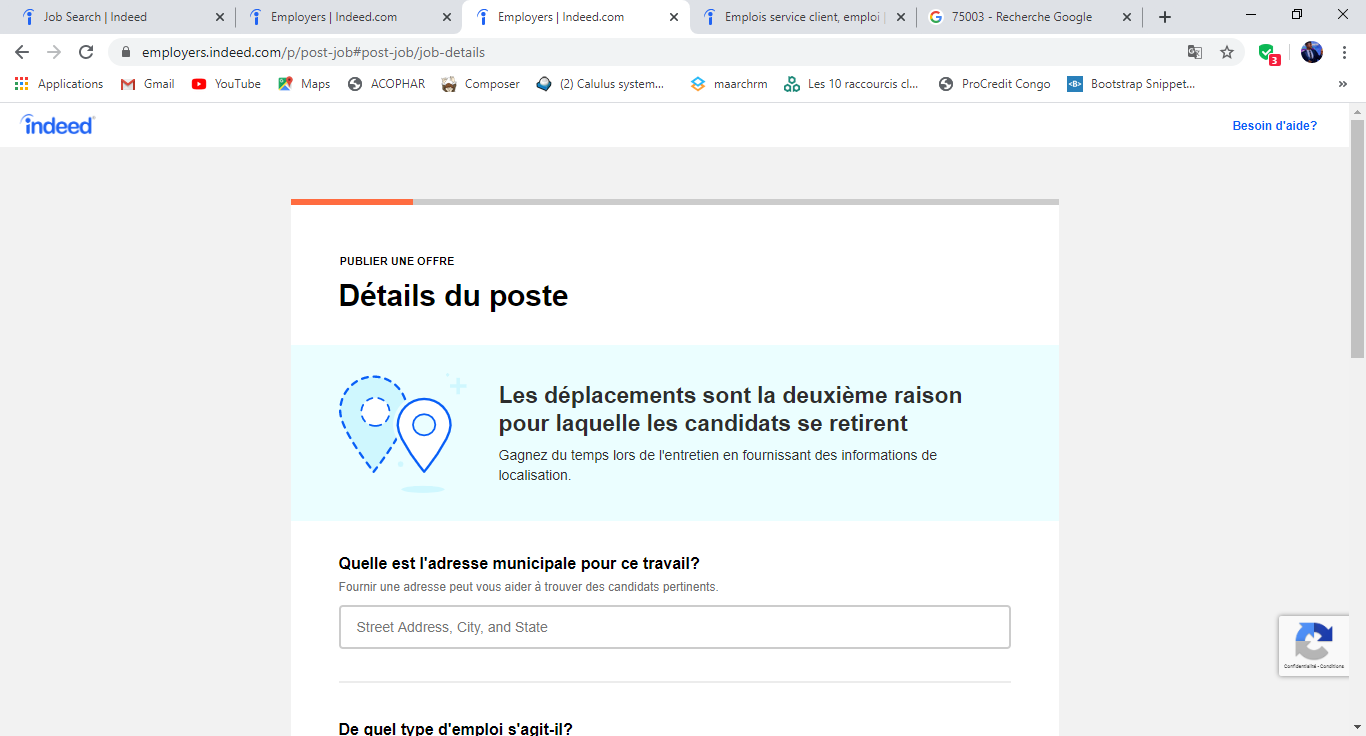 Job Search | Indeed
Employers | Indeed.com
Employers | Indeed.com
Emplois service client, emploi |
75003 - Recherche Google
employers.indeed.com/p/post-job#post-job/job-details
3
Applications
Gmail
YouTube
Maps
ACOPHAR
Composer
(2) Calulus system...
maarchrm
Les 10 raccourcis cl...
ProCredit Congo
<B>
Bootstrap Snippet...
»
indeed
Besoin d'aide?
PUBLIER UNE OFFRE
Détails du poste
Les déplacements sont la deuxième raison
pour laquelle les candidats se retirent
Gagnez du temps lors de l'entretien en fournissant des informations de
localisation.
Quelle est l'adresse municipale pour ce travail?
Fournir une adresse peut vous aider à trouver des candidats pertinents.
Street Address, City, and State
Confidentialité - Conditions
De quel type d'emploi s'agit-il?